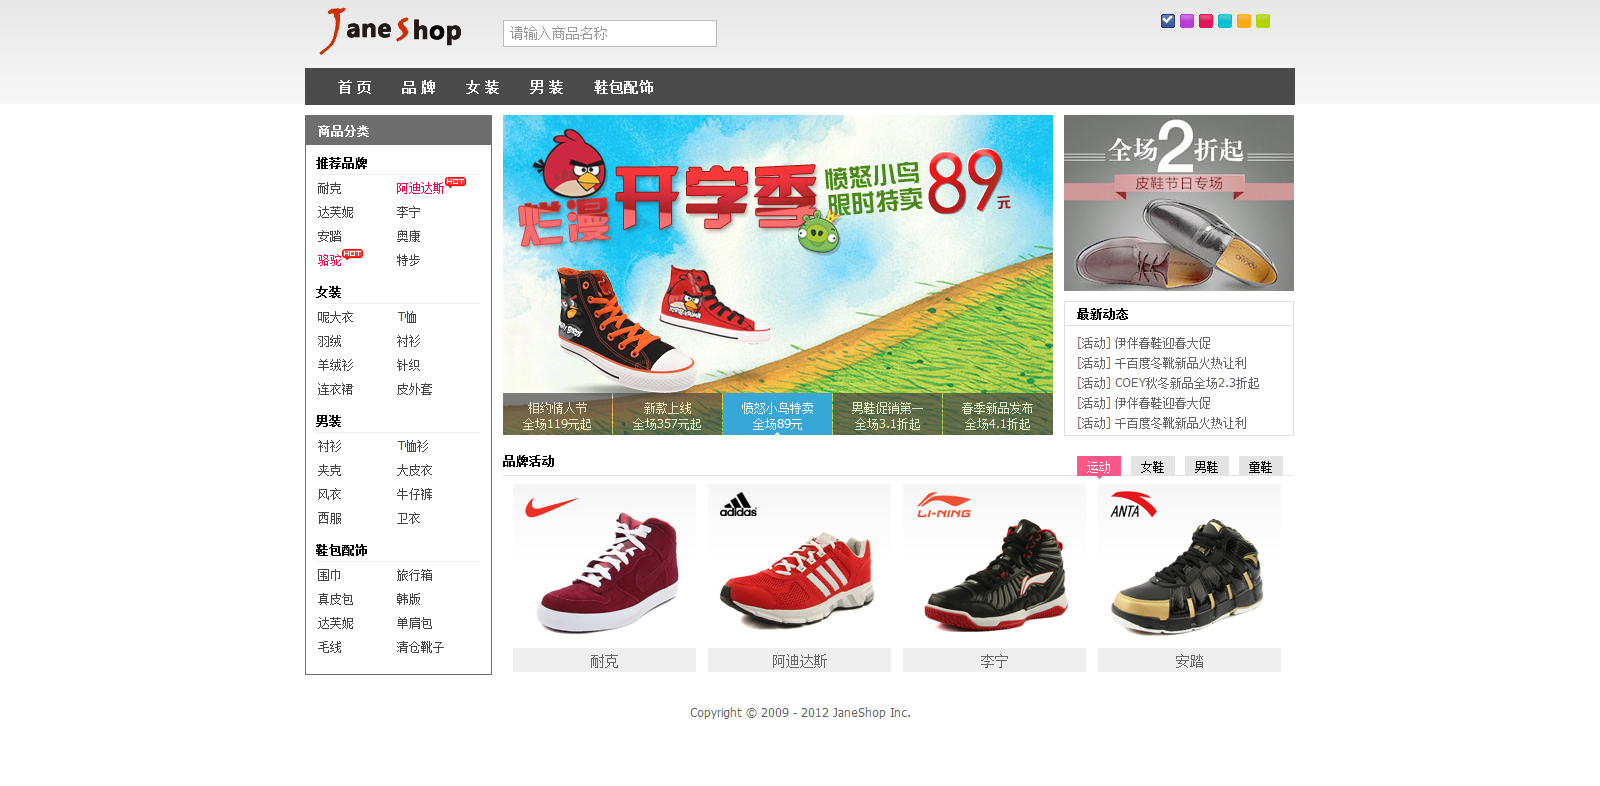 Jane Shop
请输入商品名称
首 页 品 牌 女 装 男 装 鞋包配饰
商品分类
推荐品牌
耐克 阿迪达斯 HOT
达芙妮 李宁
安踏 奥康
骆驼 HOT 特步
女装
呢大衣 T恤
羽绒 衬衫
羊绒衫 针织
连衣裙 皮外套
男装
衬衫 T恤衫
夹克 大皮衣
风衣 牛仔裤
西服 卫衣
鞋包配饰
围巾 旅行箱
真皮包 韩版
达芙妮 单肩包
毛线 清仓靴子
烂漫 开学季 愤怒小鸟 限时特卖 89元
相约情人节
全场119元起
新款上线
全场357元起
愤怒小鸟特卖
全场89元
男鞋促销第一
全场3.1折起
春季新品发布
全场4.1折起
全场2折起
皮鞋节日专场
最新动态
[活动] 伊伴春鞋迎春大促
[活动] 千百度冬靴新品火热让利
[活动] COEY秋冬新品全场2.3折起
[活动] 伊伴春鞋迎春大促
[活动] 千百度冬靴新品火热让利
品牌活动
运动 女鞋 男鞋 童鞋
adidas LI-NING ANTA
耐克 阿迪达斯 李宁 安踏
Copyright © 2009 - 2012 JaneShop Inc.